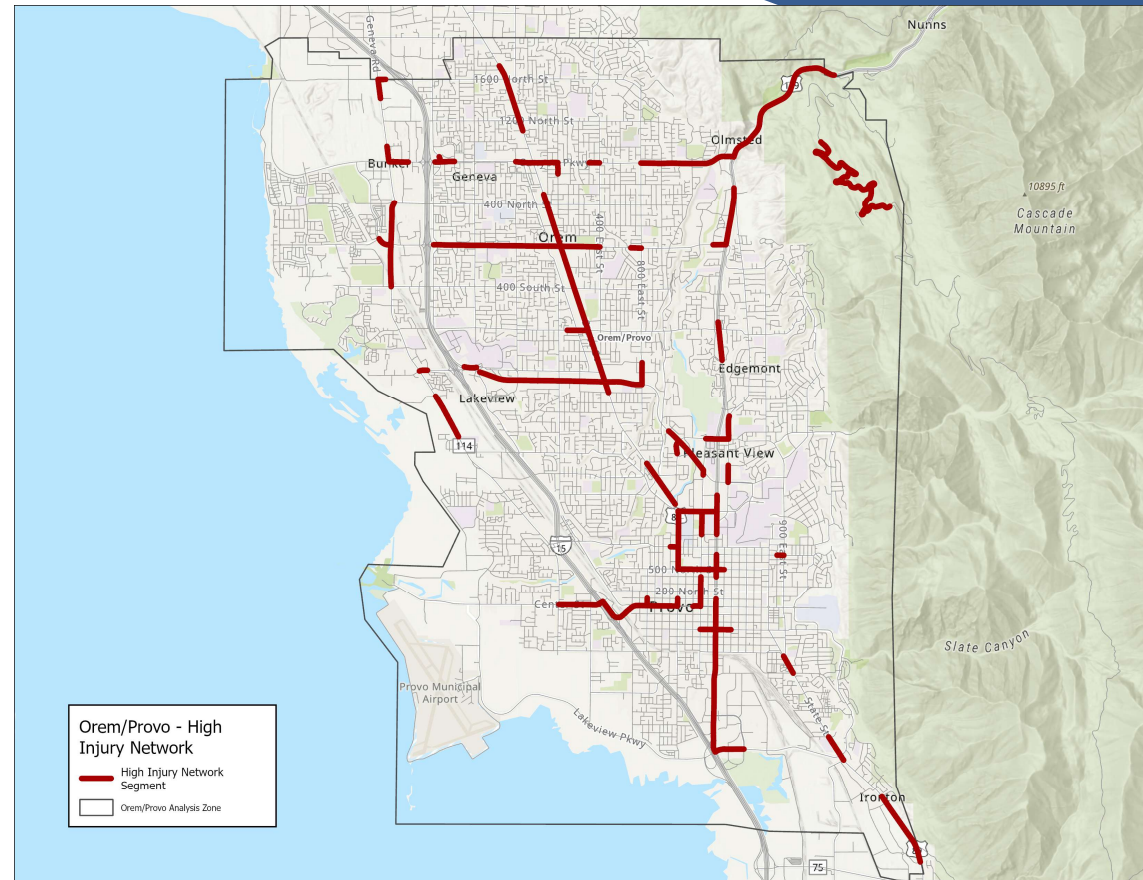 Nunns
Geneva Rd
1600 North St
1200 North St
Olmsted
Geneva
10895 ft
Cascade
Mountain
400 North St
Orem
400 East St
800 East St
400 South St
Orem/Provo
Edgemont
Lakeview
114
Pleasant View
15
900 East St
500 North
200 North St
Provo
Slate Canyon
Provo Municipal
Airport
State St
Lakeview Pkwy
Ironton
75
Orem/Provo - High
Injury Network
High Injury Network
Segment
Orem/Provo Analysis Zone